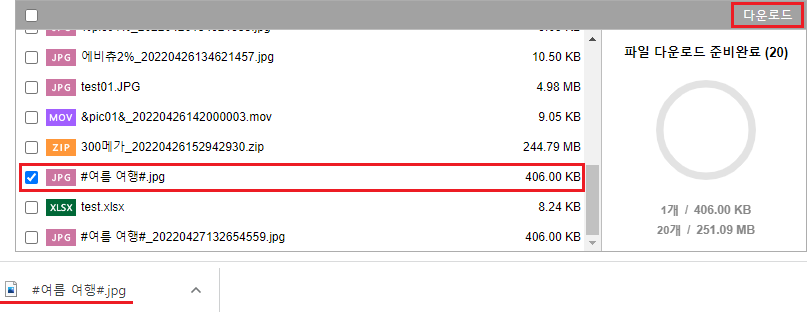 다운로드
JPG
JPG 에비츄2%_20220426134621457.jpg 10.50 KB
JPG test01.JPG 4.98 MB
MOV &pic01&_20220426142000003.mov 9.05 KB
ZIP 300메가_20220426152942930.zip 244.79 MB
JPG #여름 여행#.jpg 406.00 KB
XLSX test.xlsx 8.24 KB
JPG #여름 여행#_20220427132654559.jpg 406.00 KB
파일 다운로드 준비완료 (20)
1개 / 406.00 KB
20개 / 251.09 MB
#여름 여행#.jpg